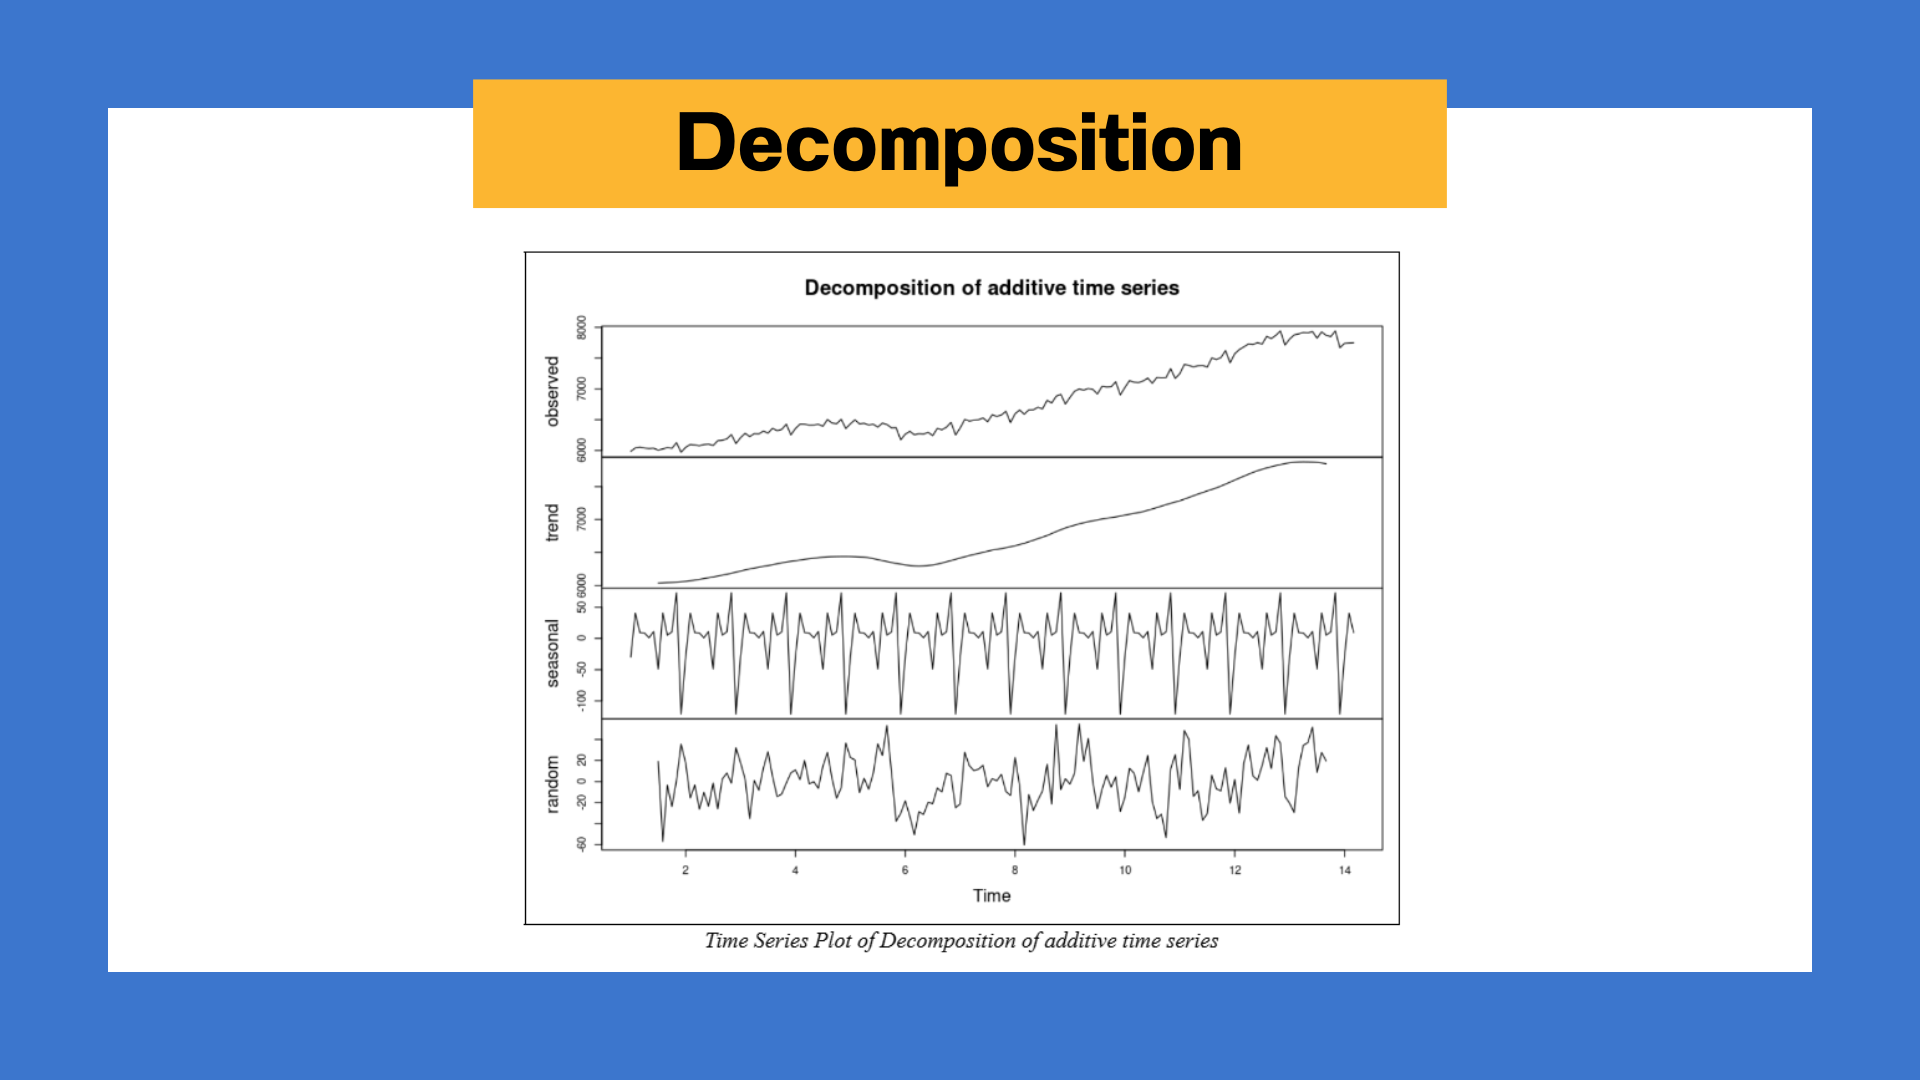 Decomposition
Decomposition of additive time series
observed
6000 7000 8000
trend
6000 7000
seasonal
-100 -50 0 50
random
-60 -20 0 20
2 4 6 8 10 12 14
Time
Time Series Plot of Decomposition of additive time series